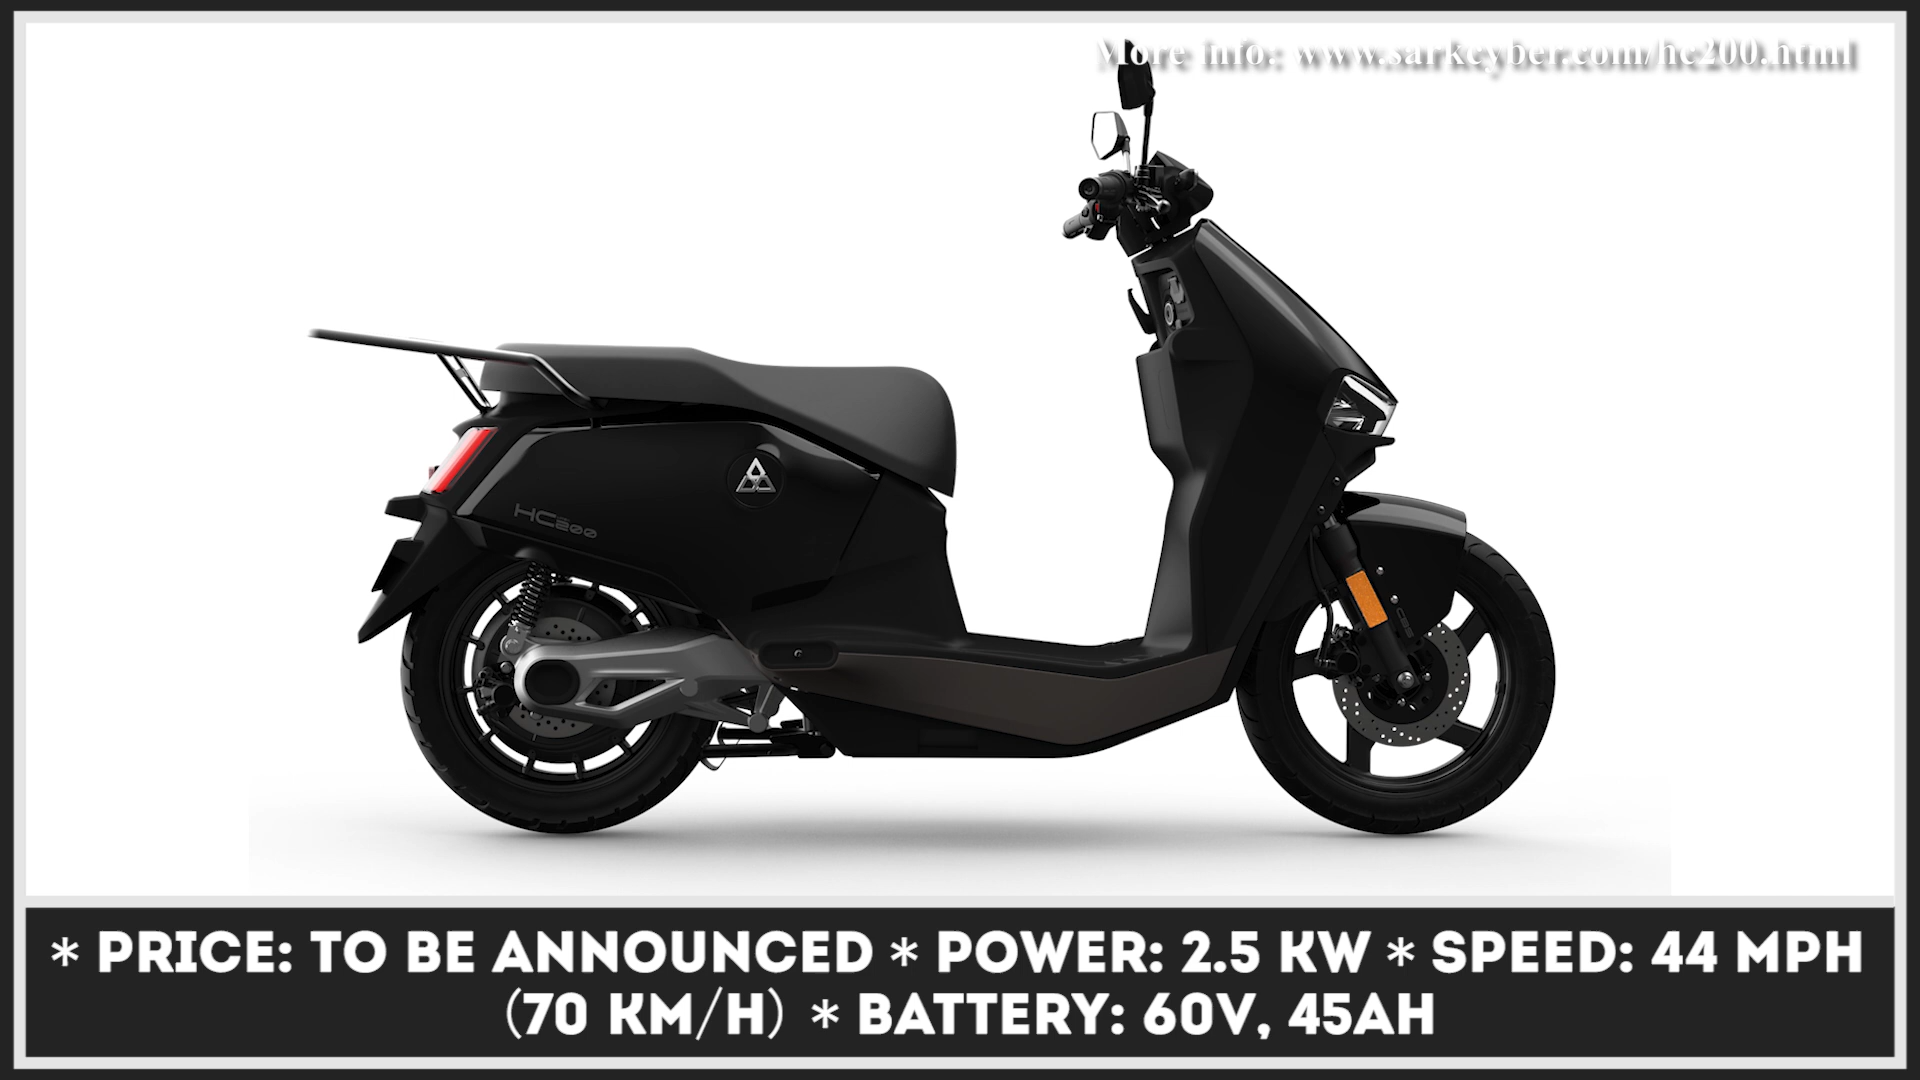 More info: www.sarkcyber.com/hc200.html
HC200
* PRICE: TO BE ANNOUNCED * POWER: 2.5 KW * SPEED: 44 MPH
(70 KM/H) * BATTERY: 60V, 45AH